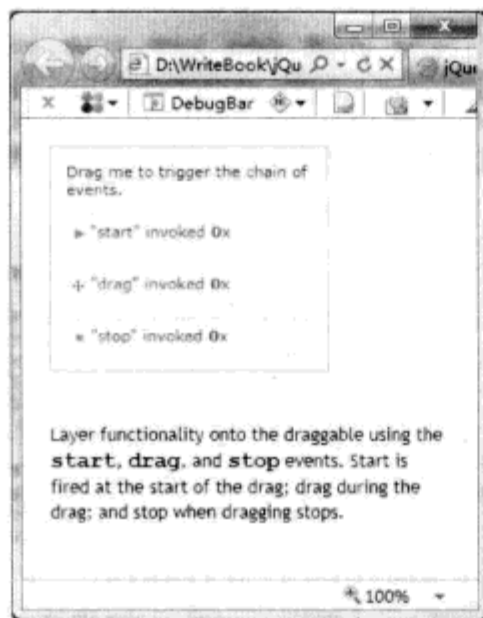 D:\WriteBook\jQu
jQu
DebugBar
Drag me to trigger the chain of
events.
"start" invoked 0x
"drag" invoked 0x
"stop" invoked 0x
Layer functionality onto the draggable using the
start, drag, and stop events. Start is
fired at the start of the drag; drag during the
drag; and stop when dragging stops.
100%